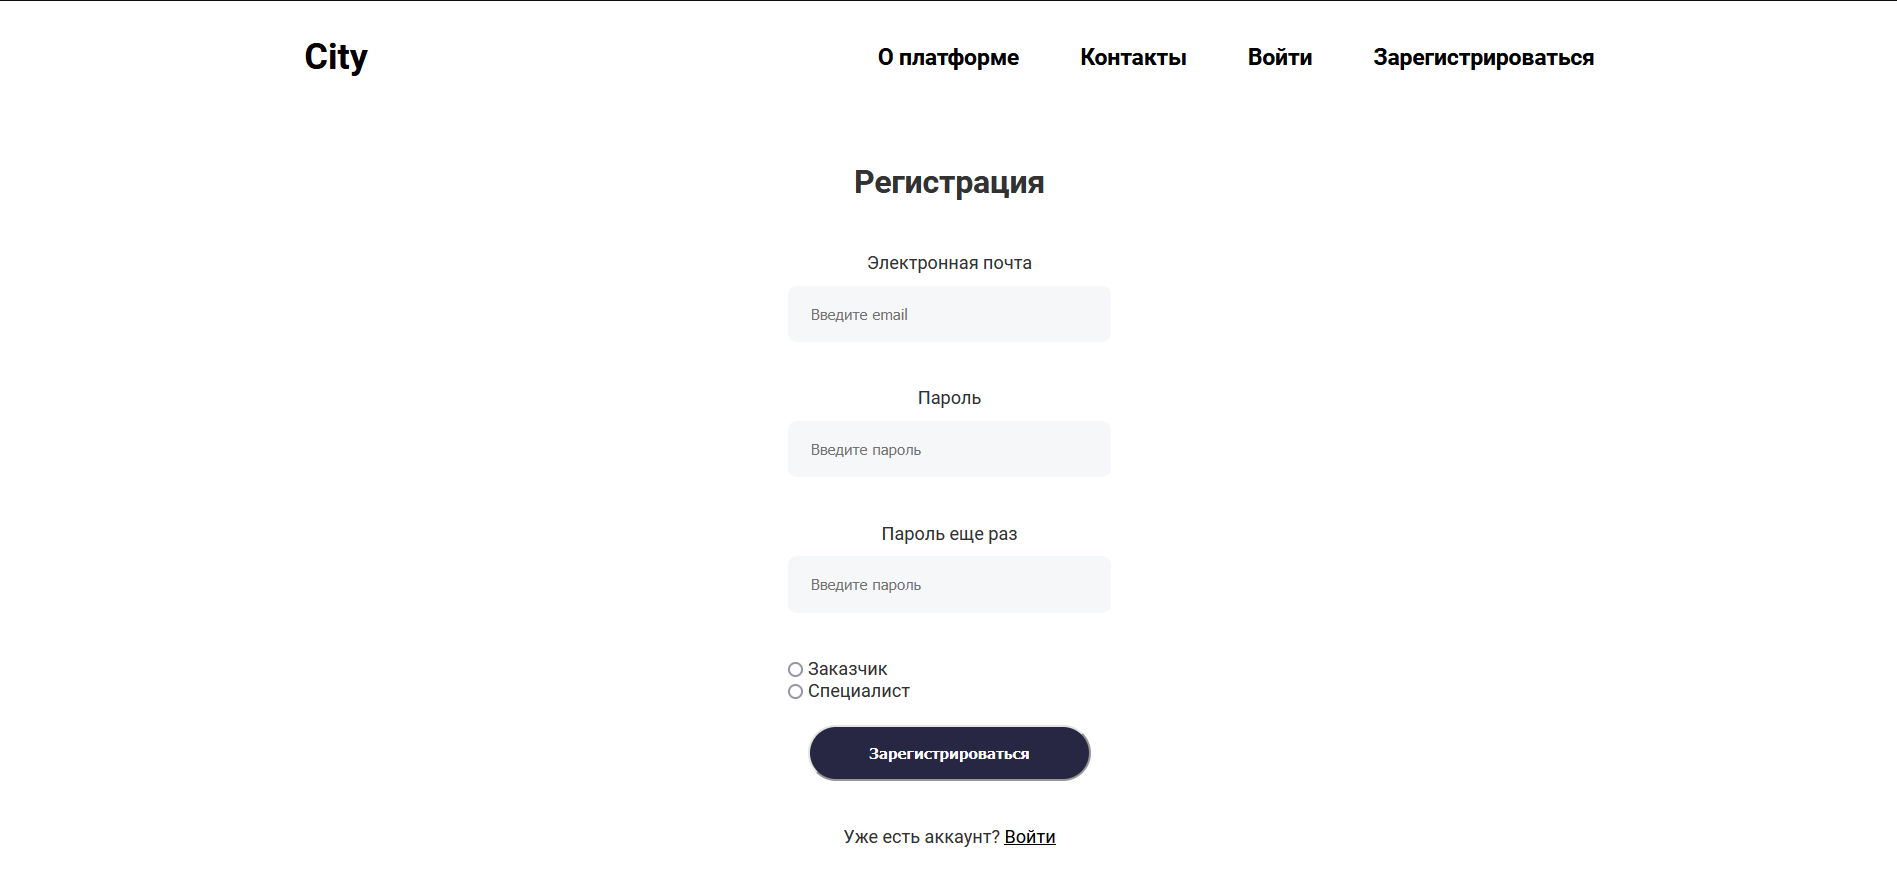 City
О платформе Контакты Войти Зарегистрироваться
Регистрация
Электронная почта
Введите email
Пароль
Введите пароль
Пароль еще раз
Введите пароль
Заказчик
Специалист
Зарегистрироваться
Уже есть аккаунт? Войти